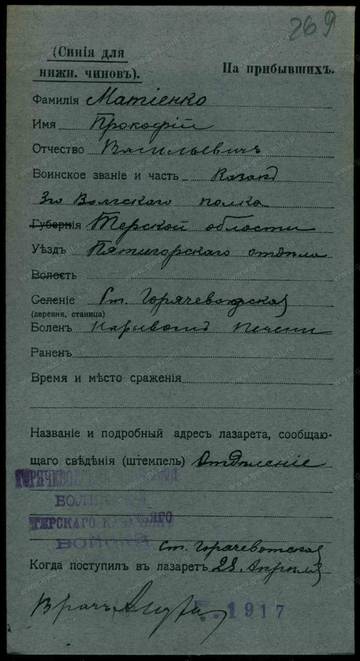 269
(Синія для
нижн. чиновъ).
На прибывшихъ.
Фамилія Матіенко
Имя Прокофій
Отчество Васильевичъ
Воинское званіе и часть Казакъ
3го Волгскаго полка
Губернія Терской области
Уѣздъ Пятигорскаго отдѣла
Волость
Селеніе Ст. Горячеводская
(деревня, станица)
Боленъ Печени
Раненъ
Время и мѣсто сраженія
Названіе и подробный адресъ лазарета, сообщаю-
щаго свѣдѣнія (штемпель) Отдѣленіе
ТЕРСКАГО
ВОЙСКА
ст. Горячеводская
Когда поступилъ въ лазаретъ 28. Апрѣля
Врачъ
1917